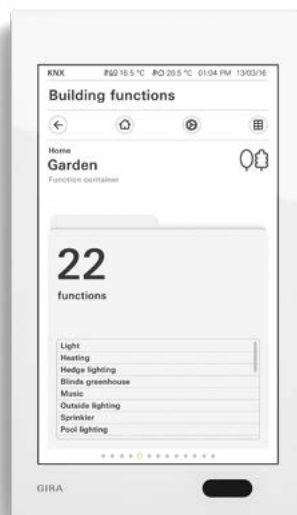 KNX 18.5 °C 20.5 °C 01:04 PM 13/03/16
Building functions
Home
Garden
Function container
22
functions
Light
Heating
Hedge lighting
Blinds greenhouse
Music
Outside lighting
Sprinkler
Pool lighting
GIRA